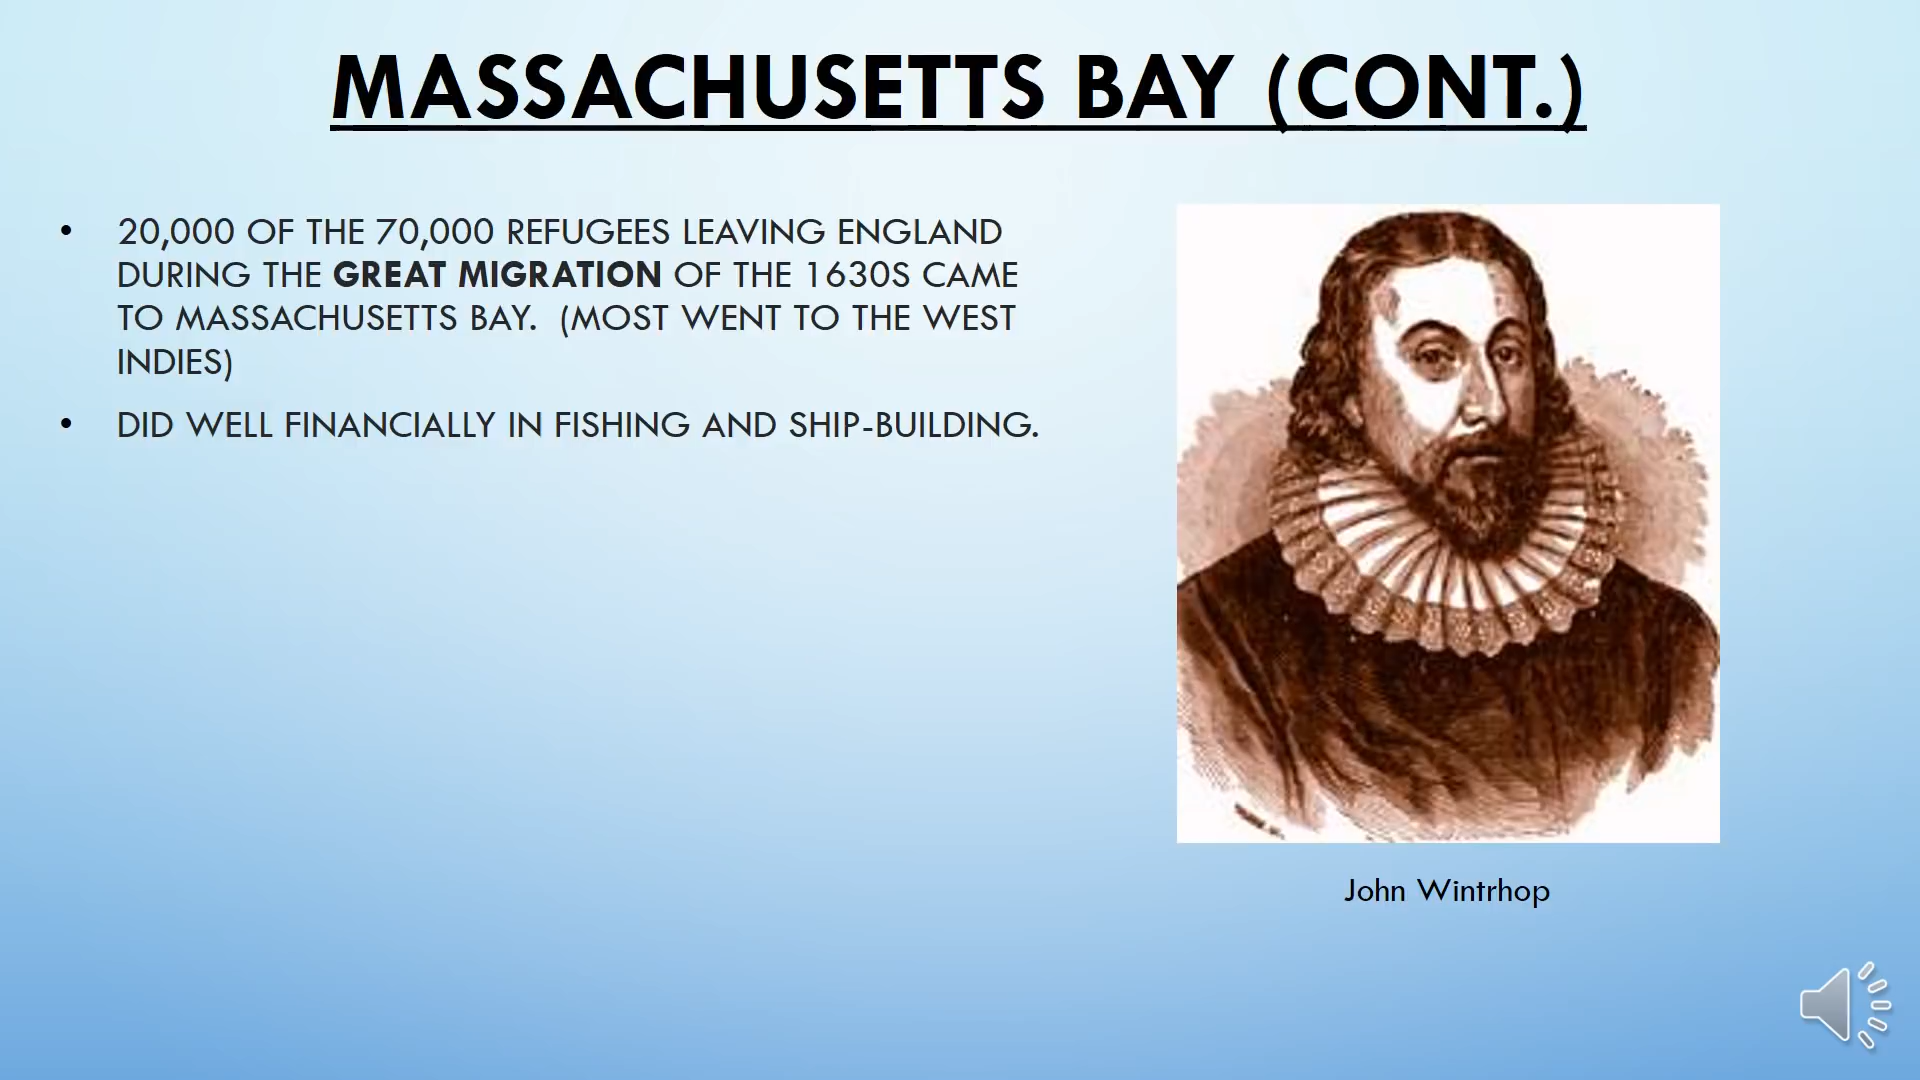 MASSACHUSETTS BAY (CONT.)
• 20,000 OF THE 70,000 REFUGEES LEAVING ENGLAND
DURING THE GREAT MIGRATION OF THE 1630S CAME
TO MASSACHUSETTS BAY.  (MOST WENT TO THE WEST
INDIES)
• DID WELL FINANCIALLY IN FISHING AND SHIP-BUILDING.
John Wintrhop